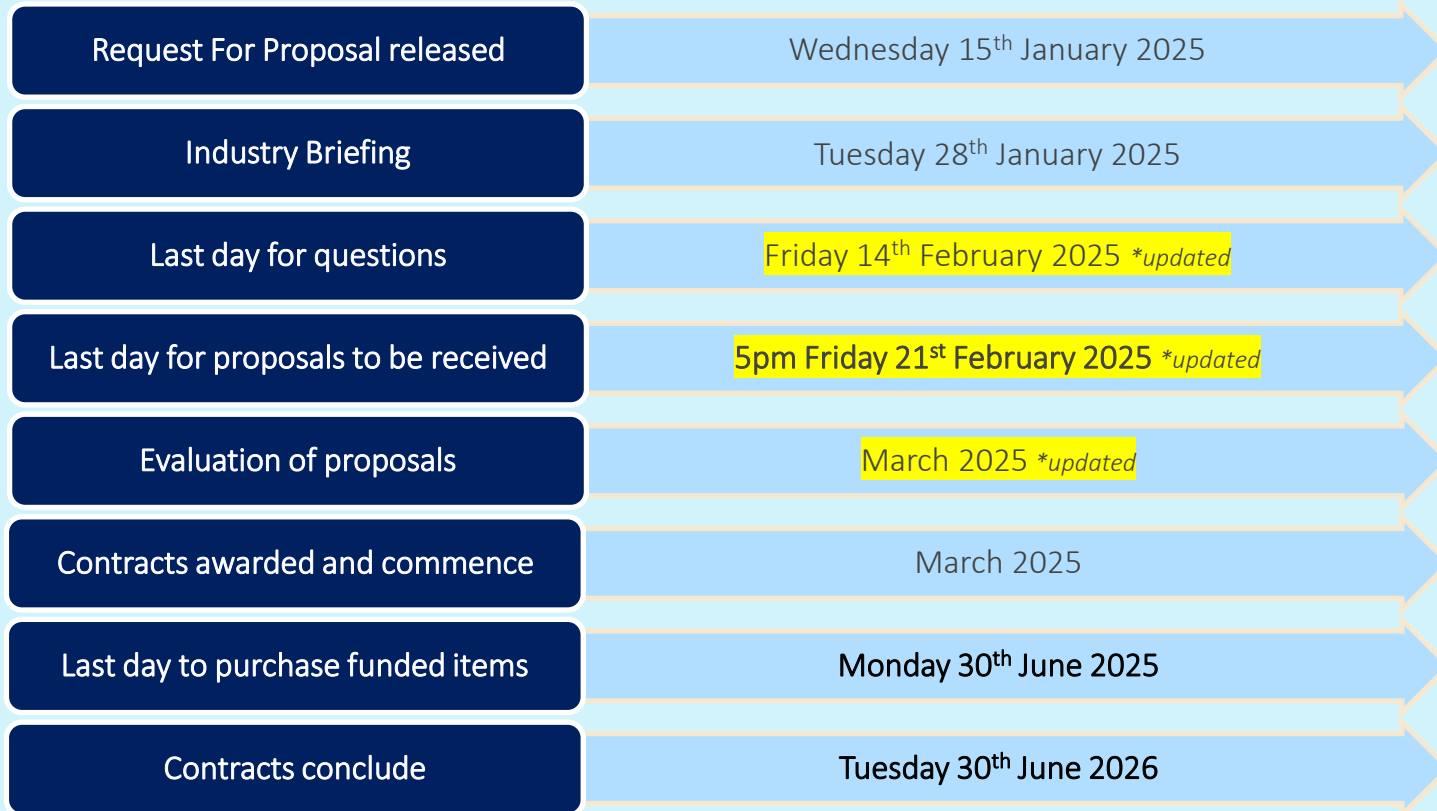 Request For Proposal released
Wednesday 15th January 2025
Industry Briefing
Tuesday 28th January 2025
Last day for questions
Friday 14th February 2025 *updated
Last day for proposals to be received
5pm Friday 21st February 2025 *updated
Evaluation of proposals
March 2025 *updated
Contracts awarded and commence
March 2025
Last day to purchase funded items
Monday 30th June 2025
Contracts conclude
Tuesday 30th June 2026